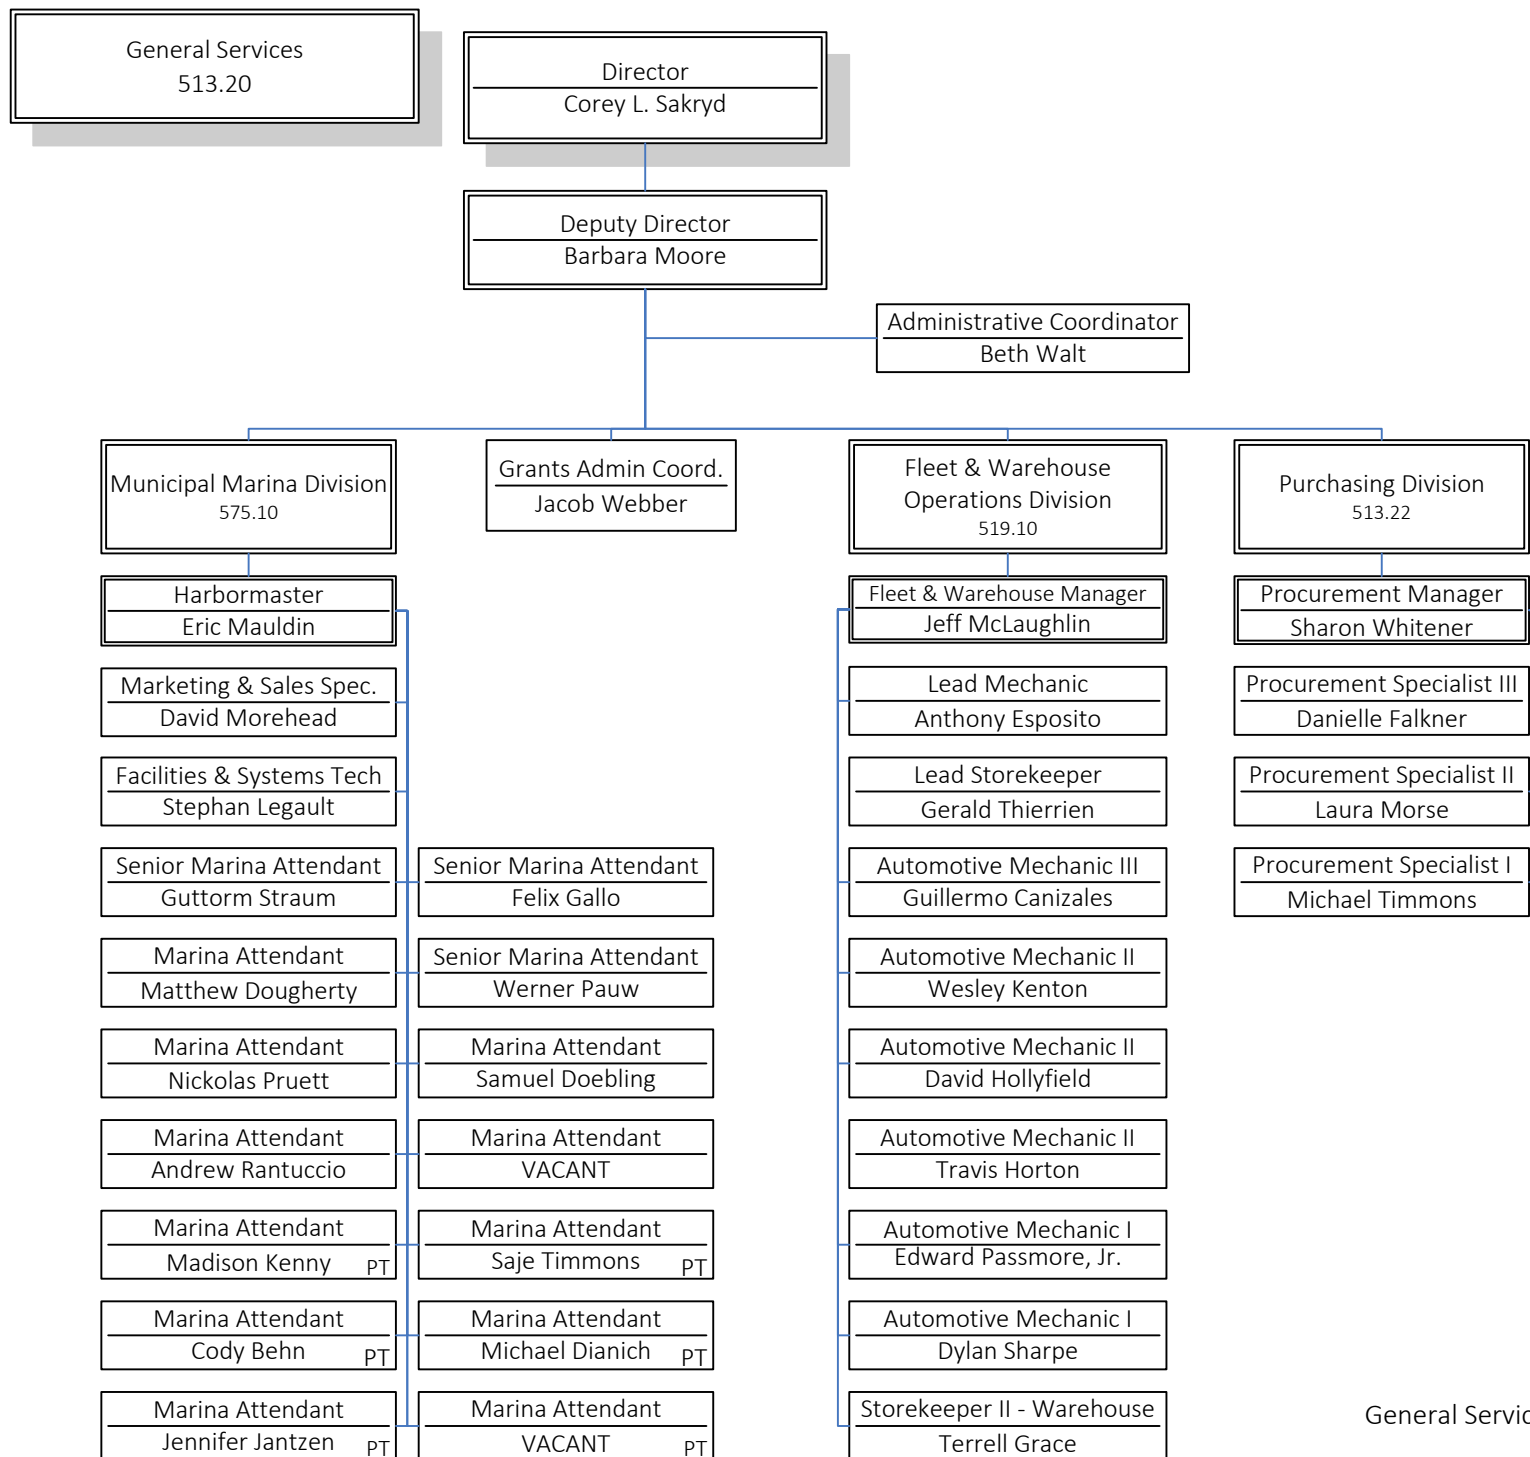 General Services
513.20
Director
Corey L. Sakryd
Deputy Director
Barbara Moore
Administrative Coordinator
Beth Walt
Municipal Marina Division
575.10
Grants Admin Coord.
Jacob Webber
Fleet & Warehouse
Operations Division
519.10
Purchasing Division
513.22
Harbormaster
Eric Mauldin
Marketing & Sales Spec.
David Morehead
Facilities & Systems Tech
Stephan Legault
Senior Marina Attendant
Guttorm Straum
Marina Attendant
Matthew Dougherty
Marina Attendant
Nickolas Pruett
Marina Attendant
Andrew Rantuccio
Marina Attendant
Madison Kenny PT
Marina Attendant
Cody Behn PT
Marina Attendant
Jennifer Jantzen PT
Senior Marina Attendant
Felix Gallo
Senior Marina Attendant
Werner Pauw
Marina Attendant
Samuel Doebling
Marina Attendant
VACANT
Marina Attendant
Saje Timmons PT
Marina Attendant
Michael Dianich PT
Marina Attendant
VACANT PT
Fleet & Warehouse Manager
Jeff McLaughlin
Lead Mechanic
Anthony Esposito
Lead Storekeeper
Gerald Thierrien
Automotive Mechanic III
Guillermo Canizales
Automotive Mechanic II
Wesley Kenton
Automotive Mechanic II
David Hollyfield
Automotive Mechanic II
Travis Horton
Automotive Mechanic I
Edward Passmore, Jr.
Automotive Mechanic I
Dylan Sharpe
Storekeeper II - Warehouse
Terrell Grace
Procurement Manager
Sharon Whitener
Procurement Specialist III
Danielle Falkner
Procurement Specialist II
Laura Morse
Procurement Specialist I
Michael Timmons
General Servic